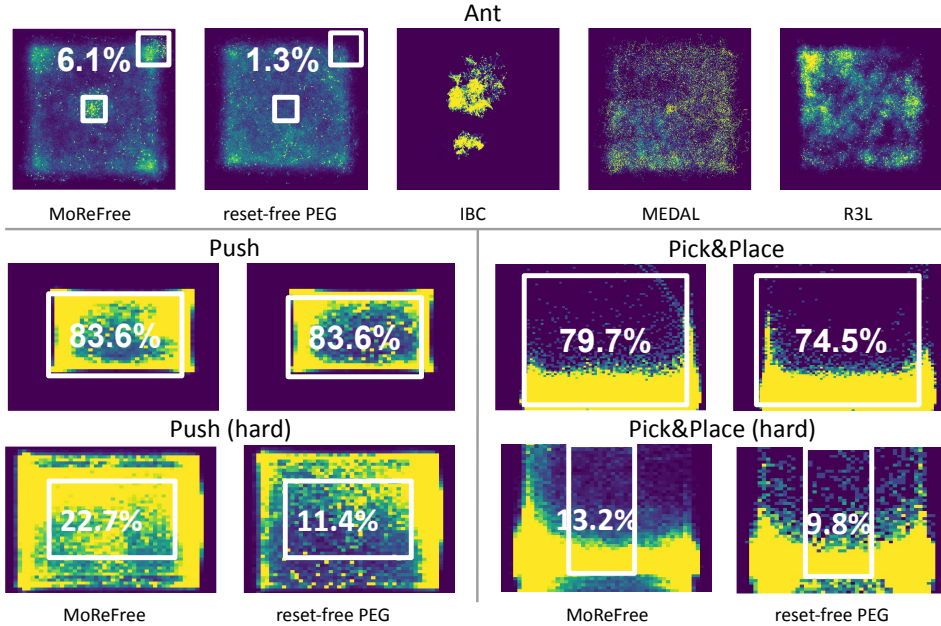 Ant
6.1%
1.3%
MoReFree
reset-free PEG
IBC
MEDAL
R3L
Push
83.6%
83.6%
Pick&Place
79.7%
74.5%
Push (hard)
22.7%
11.4%
Pick&Place (hard)
13.2%
9.8%
MoReFree
reset-free PEG
MoReFree
reset-free PEG